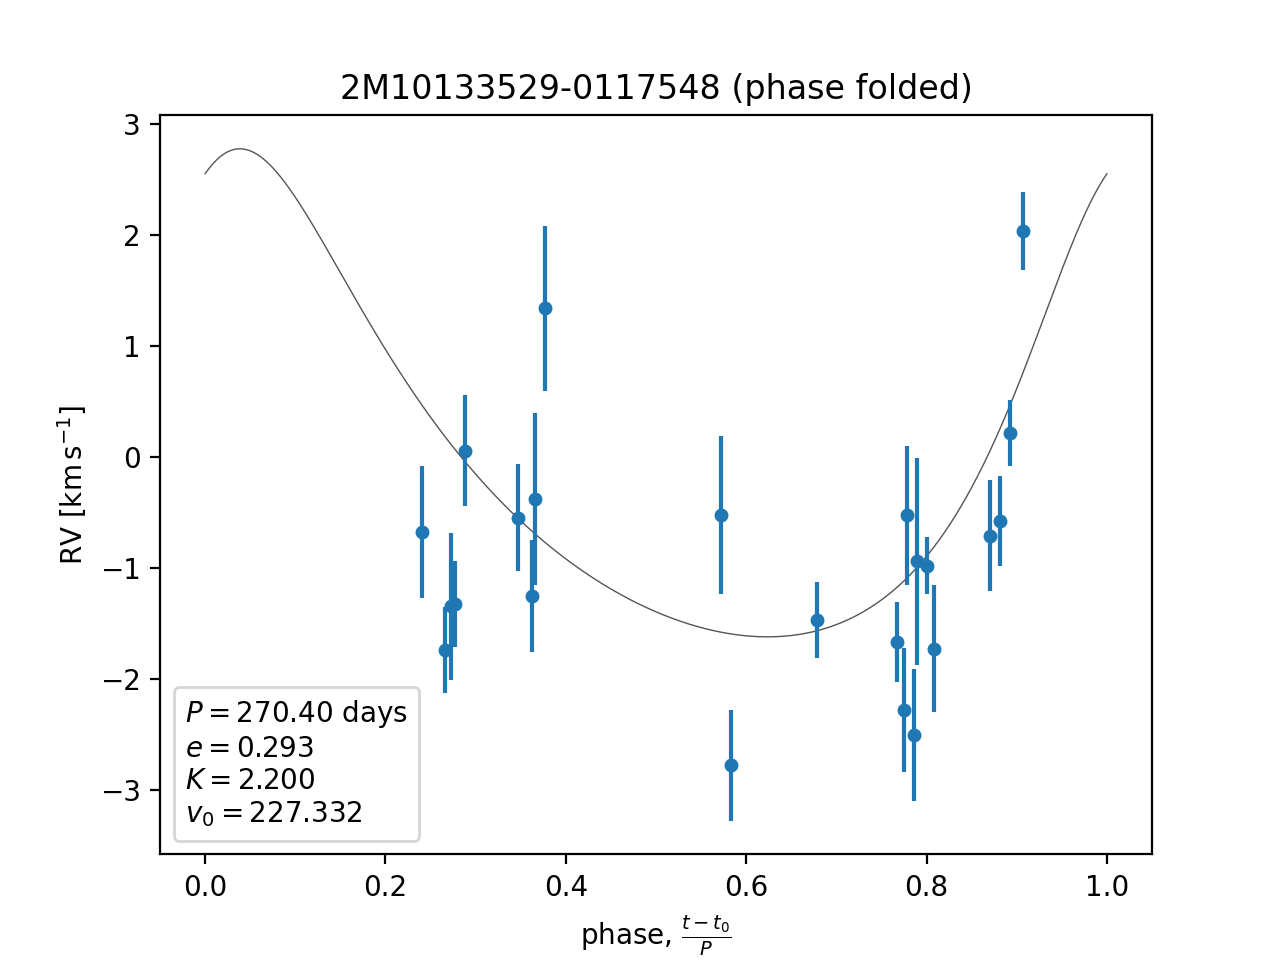 2M10133529-0117548 (phase folded)
3
2
1
0
−1
−2
−3
RV [km s⁻¹]
P = 270.40 days
e = 0.293
K = 2.200
v₀ = 227.332
0.0 0.2 0.4 0.6 0.8 1.0
phase, (t − t₀)/P